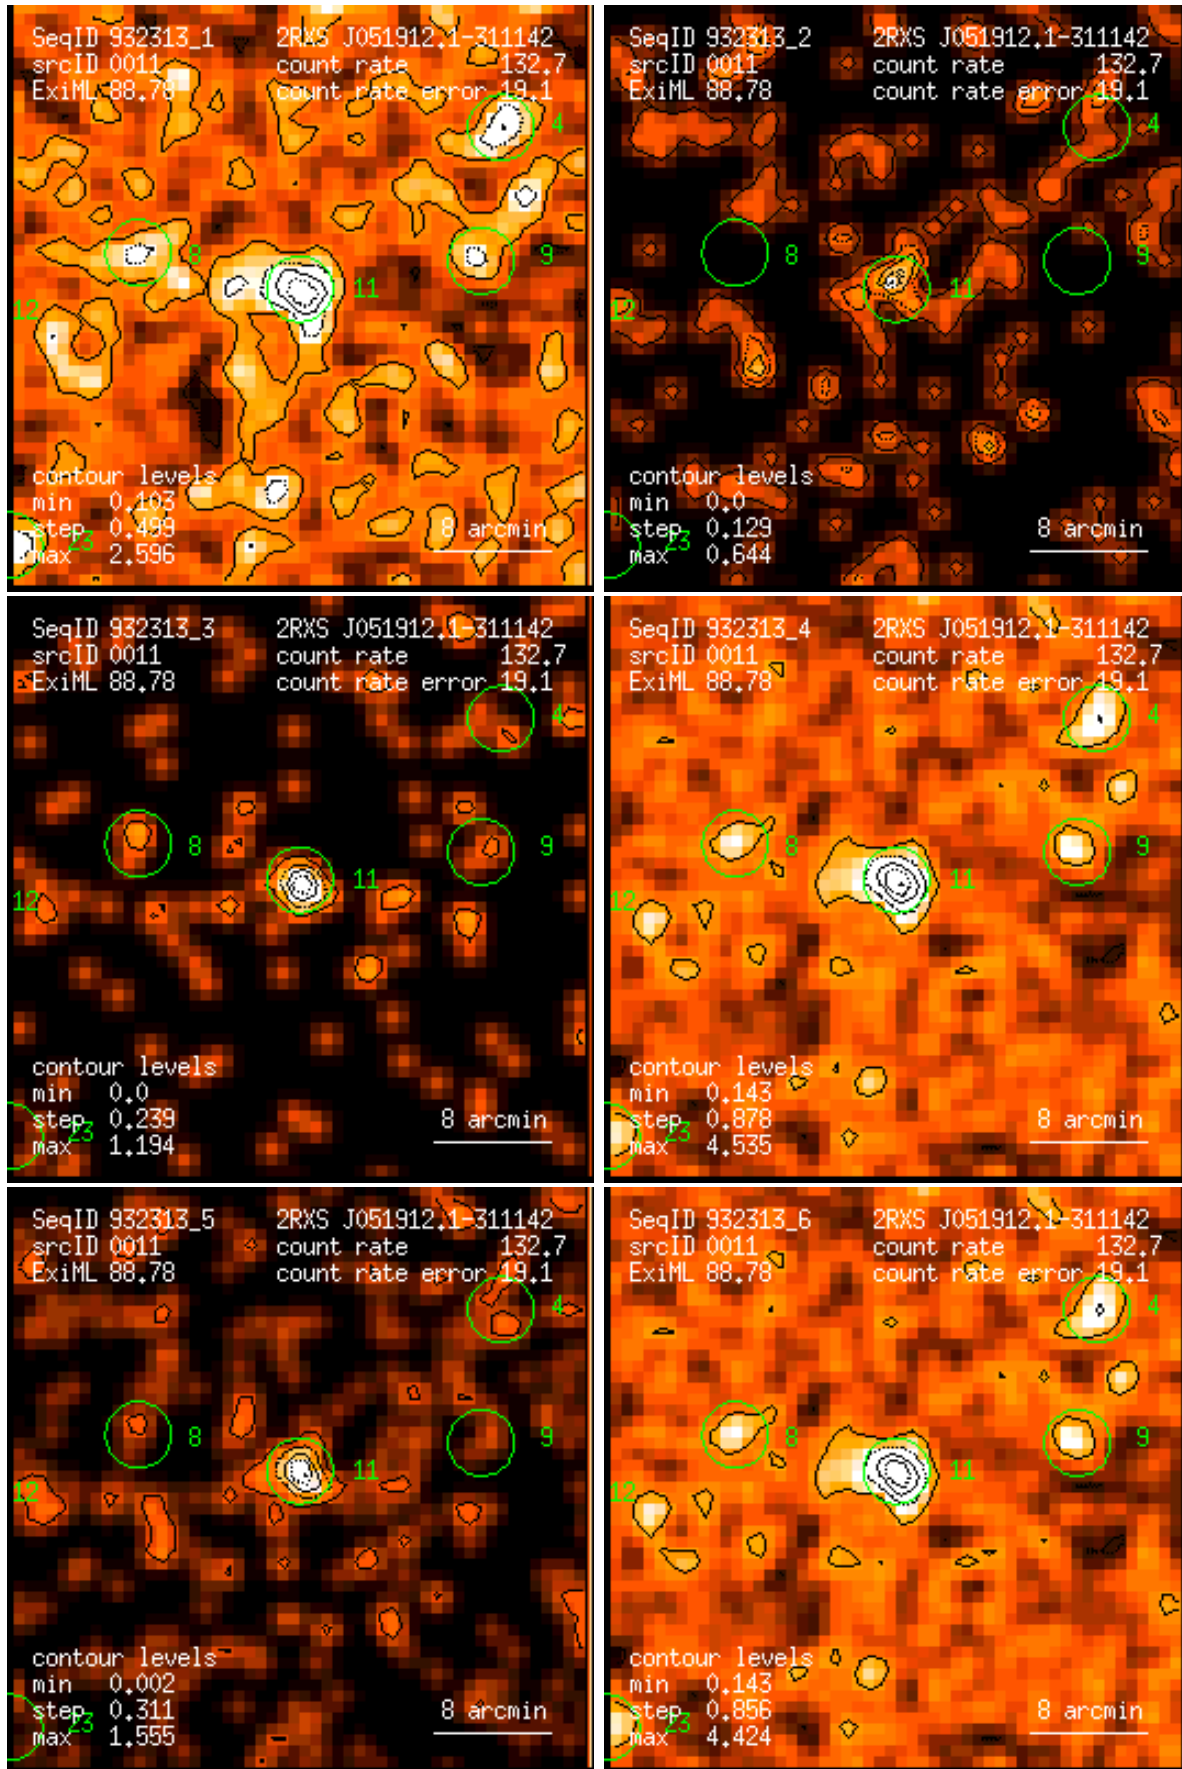 SeqID 932313_1 2RXS J051912.1-311142
srcID 0011 count rate 132.7
ExiML 88.78 count rate error 19.1
4
8
9
11
12
contour levels
min 0.103
step 0.499 8 arcmin
23
max 2.596
SeqID 932313_2 2RXS J051912.1-311142
srcID 0011 count rate 132.7
ExiML 88.78 count rate error 19.1
4
8
9
11
12
contour levels
min 0.0
step 0.129 8 arcmin
23
max 0.644
SeqID 932313_3 2RXS J051912.1-311142
srcID 0011 count rate 132.7
ExiML 88.78 count rate error 19.1
4
8
9
11
12
contour levels
min 0.0
step 0.239 8 arcmin
23
max 1.194
SeqID 932313_4 2RXS J051912.1-311142
srcID 0011 count rate 132.7
ExiML 88.78 count rate error 19.1
4
8
9
11
12
contour levels
min 0.143
step 0.878 8 arcmin
23
max 4.535
SeqID 932313_5 2RXS J051912.1-311142
srcID 0011 count rate 132.7
ExiML 88.78 count rate error 19.1
4
8
9
11
12
contour levels
min 0.002
step 0.311 8 arcmin
23
max 1.555
SeqID 932313_6 2RXS J051912.1-311142
srcID 0011 count rate 132.7
ExiML 88.78 count rate error 19.1
4
8
9
11
12
contour levels
min 0.143
step 0.856 8 arcmin
23
max 4.424